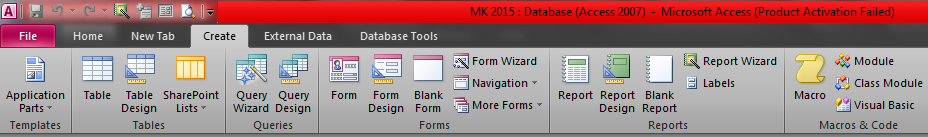 MK 2015 : Database (Access 2007) - Microsoft Access (Product Activation Failed)
File Home New Tab Create External Data Database Tools
Application Parts
Table
Table Design
SharePoint Lists
Query Wizard
Query Design
Form
Form Design
Blank Form
Form Wizard
Navigation
More Forms
Report
Report Design
Blank Report
Report Wizard
Labels
Macro
Module
Class Module
Visual Basic
Templates Tables Queries Forms Reports Macros & Code